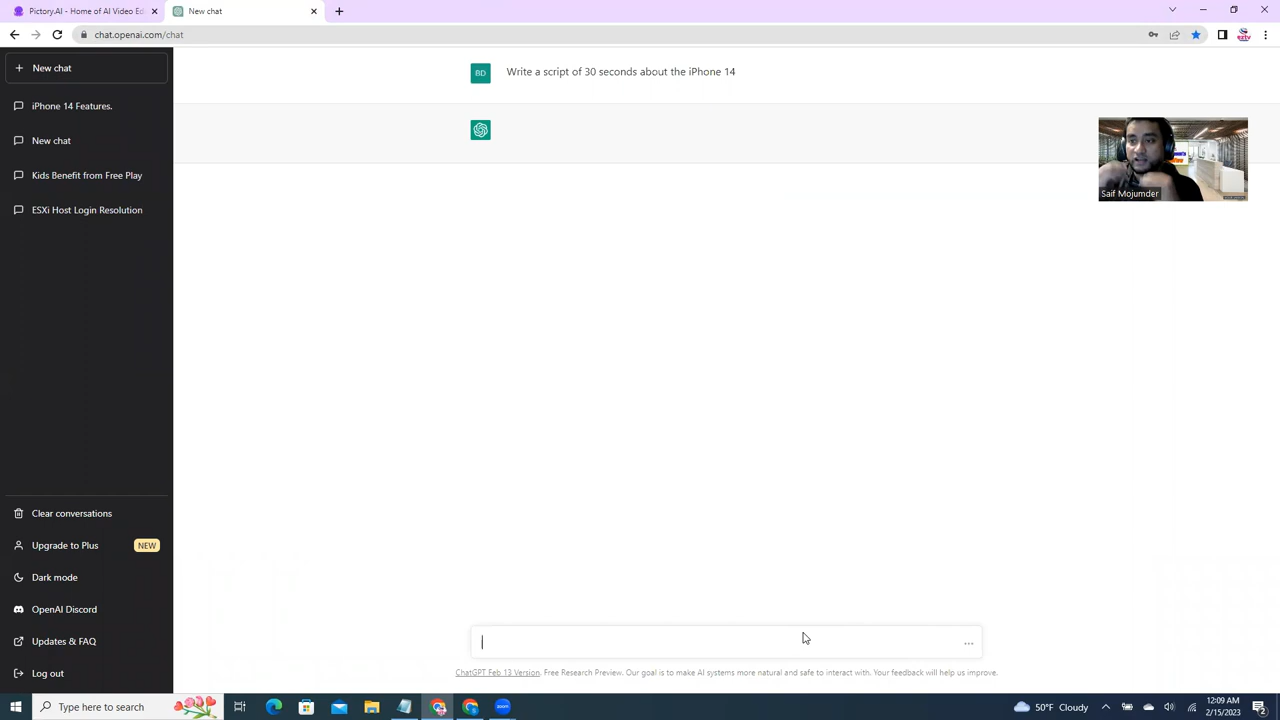 Pictory.AI - Home of AI Video Ed
New chat
chat.openai.com/chat
New chat
iPhone 14 Features.
New chat
Kids Benefit from Free Play
ESXi Host Login Resolution
BD
Write a script of 30 seconds about the iPhone 14
Saif Mojumder
Clear conversations
Upgrade to Plus NEW
Dark mode
OpenAI Discord
Updates & FAQ
Log out
ChatGPT Feb 13 Version. Free Research Preview. Our goal is to make AI systems more natural and safe to interact with. Your feedback will help us improve.
Type here to search
zoom
50°F Cloudy
12:09 AM
2/15/2023
2